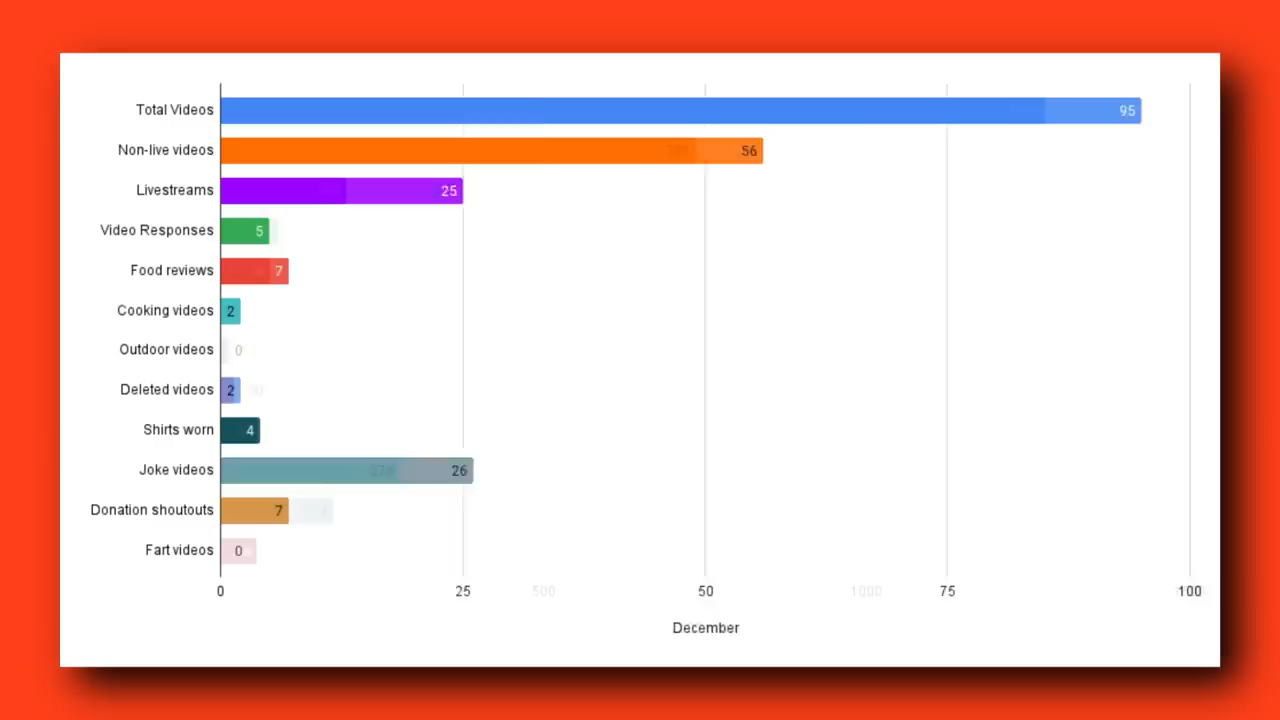 Total Videos 95
Non-live videos 56
Livestreams 25
Video Responses 5
Food reviews 7
Cooking videos 2
Outdoor videos 0
Deleted videos 2
Shirts worn 4
Joke videos 26
Donation shoutouts 7
Fart videos 0
0 25 500 50 1000 75 100
December